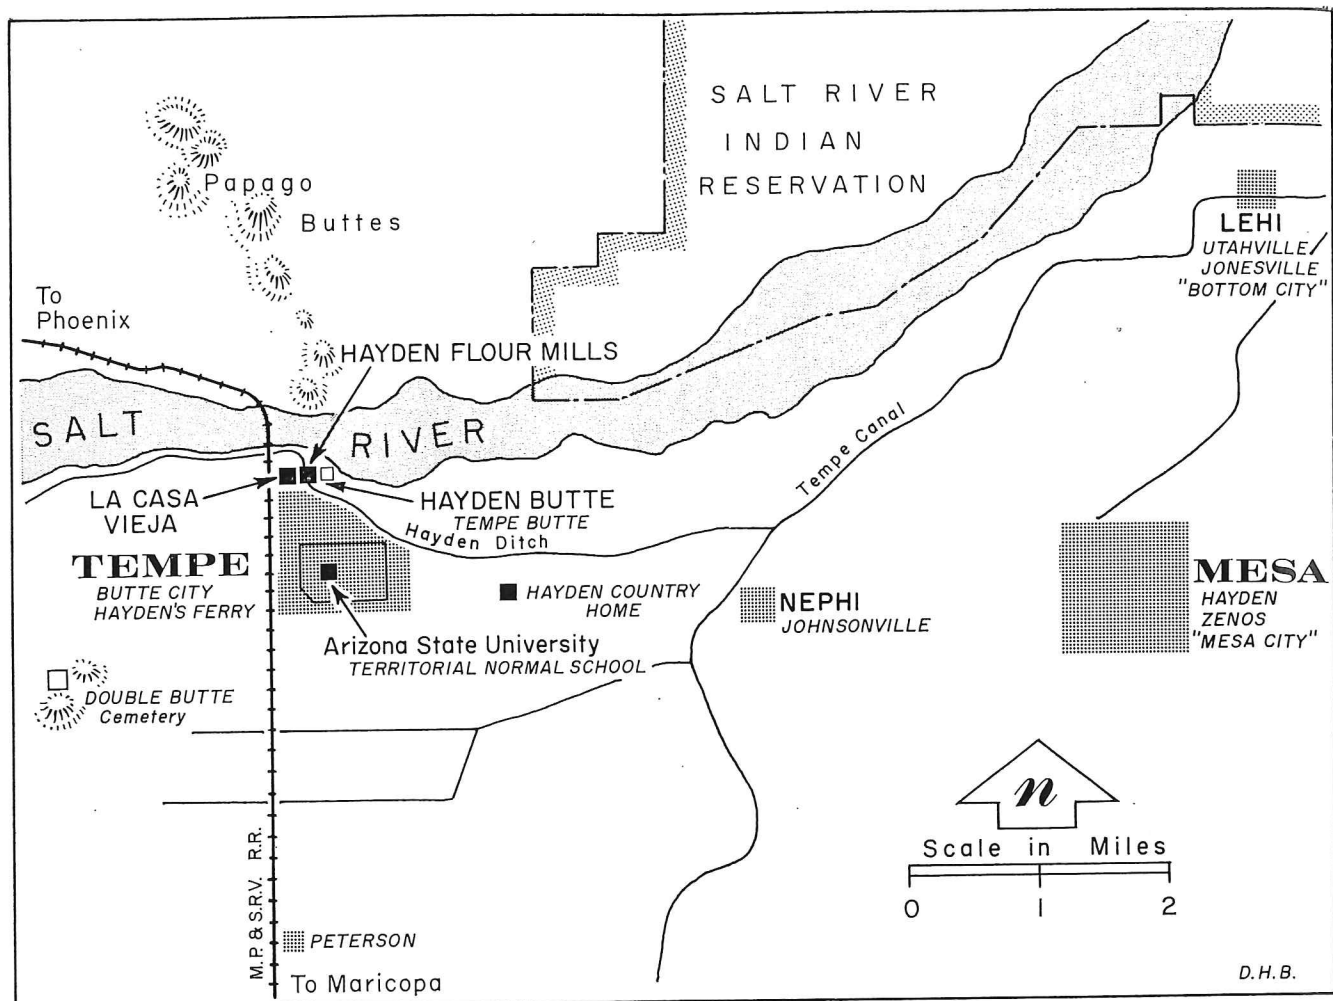 SALT RIVER
INDIAN
RESERVATION
Papago
Buttes
LEHI
UTAHVILLE
JONESVILLE
"BOTTOM CITY"
To
Phoenix
HAYDEN FLOUR MILLS
SALT RIVER
Tempe Canal
LA CASA
VIEJA
HAYDEN BUTTE
TEMPE BUTTE
Hayden Ditch
TEMPE
BUTTE CITY
HAYDEN'S FERRY
HAYDEN COUNTRY
HOME
NEPHI
JOHNSONVILLE
MESA
HAYDEN
ZENOS
"MESA CITY"
Arizona State University
TERRITORIAL NORMAL SCHOOL
DOUBLE BUTTE
Cemetery
n
Scale in Miles
0 1 2
M.P. & S.R.V. R.R.
PETERSON
To Maricopa
D.H.B.